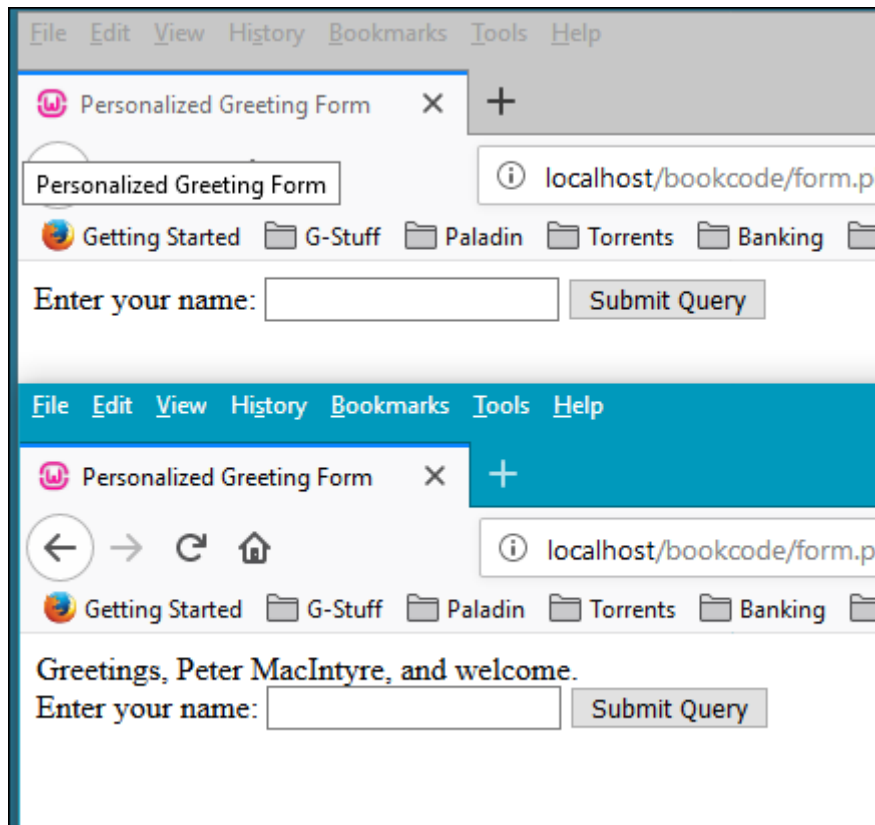 File Edit View History Bookmarks Tools Help
Personalized Greeting Form
Personalized Greeting Form
localhost/bookcode/form.p
Getting Started G-Stuff Paladin Torrents Banking
Enter your name: Submit Query
File Edit View History Bookmarks Tools Help
Personalized Greeting Form
localhost/bookcode/form.p
Getting Started G-Stuff Paladin Torrents Banking
Greetings, Peter MacIntyre, and welcome.
Enter your name: Submit Query